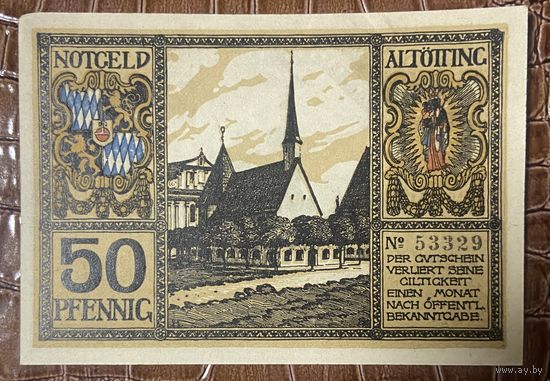 NOTGELD
ALTÖTTING
50
PFENNIG
№ 53329
DER GUTSCHEIN
VERLIERT SEINE
GILTIGKEIT
EINEN MONAT
NACH ÖFFENTL.
BEKANNTGABE.
www.ay.by